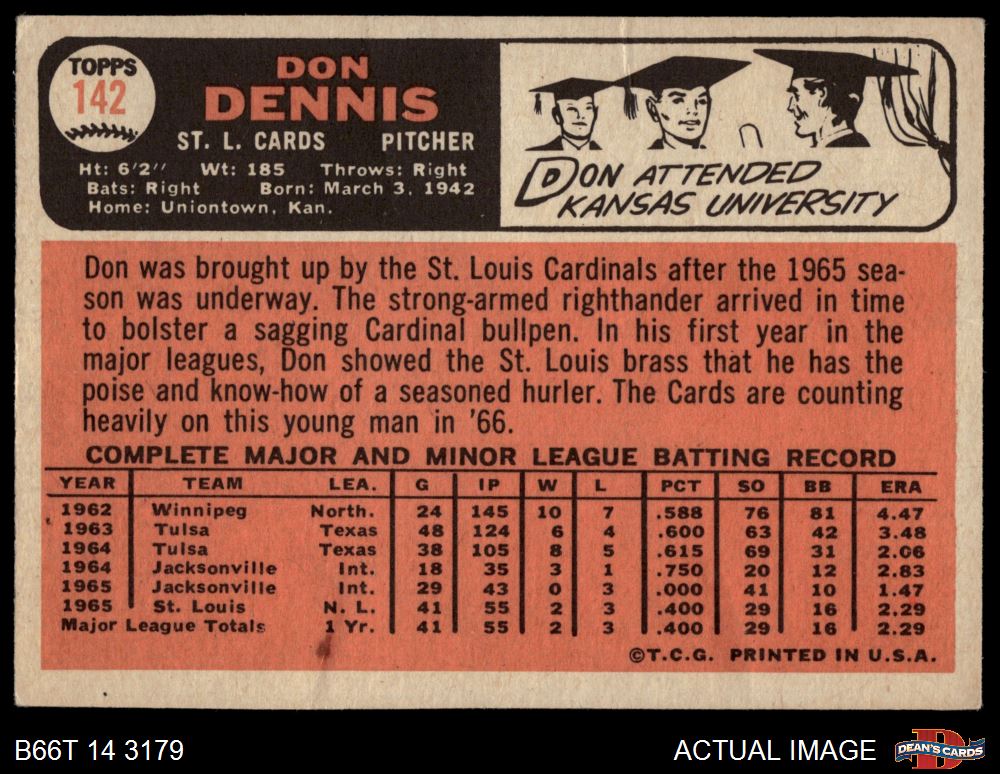 TOPPS
142
DON
DENNIS
ST. L. CARDS PITCHER
Ht: 6'2" Wt: 185 Throws: Right
Bats: Right Born: March 3, 1942
Home: Uniontown, Kan.
DON ATTENDED
KANSAS UNIVERSITY
Don was brought up by the St. Louis Cardinals after the 1965 sea-
son was underway. The strong-armed righthander arrived in time
to bolster a sagging Cardinal bullpen. In his first year in the
major leagues, Don showed the St. Louis brass that he has the
poise and know-how of a seasoned hurler. The Cards are counting
heavily on this young man in '66.
COMPLETE MAJOR AND MINOR LEAGUE BATTING RECORD
YEAR TEAM LEA. G IP W L PCT SO BB ERA
1962 Winnipeg North. 24 145 10 7 .588 76 81 4.47
1963 Tulsa Texas 48 124 6 4 .600 63 42 3.48
1964 Tulsa Texas 38 105 8 5 .615 69 31 2.06
1964 Jacksonville Int. 18 35 3 1 .750 20 12 2.83
1965 Jacksonville Int. 29 43 0 3 .000 41 10 1.47
1965 St. Louis N. L. 41 55 2 3 .400 29 16 2.29
Major League Totals 1 Yr. 41 55 2 3 .400 29 16 2.29
©T.C.G. PRINTED IN U.S.A.
B66T 14 3179 ACTUAL IMAGE DEAN'S CARDS